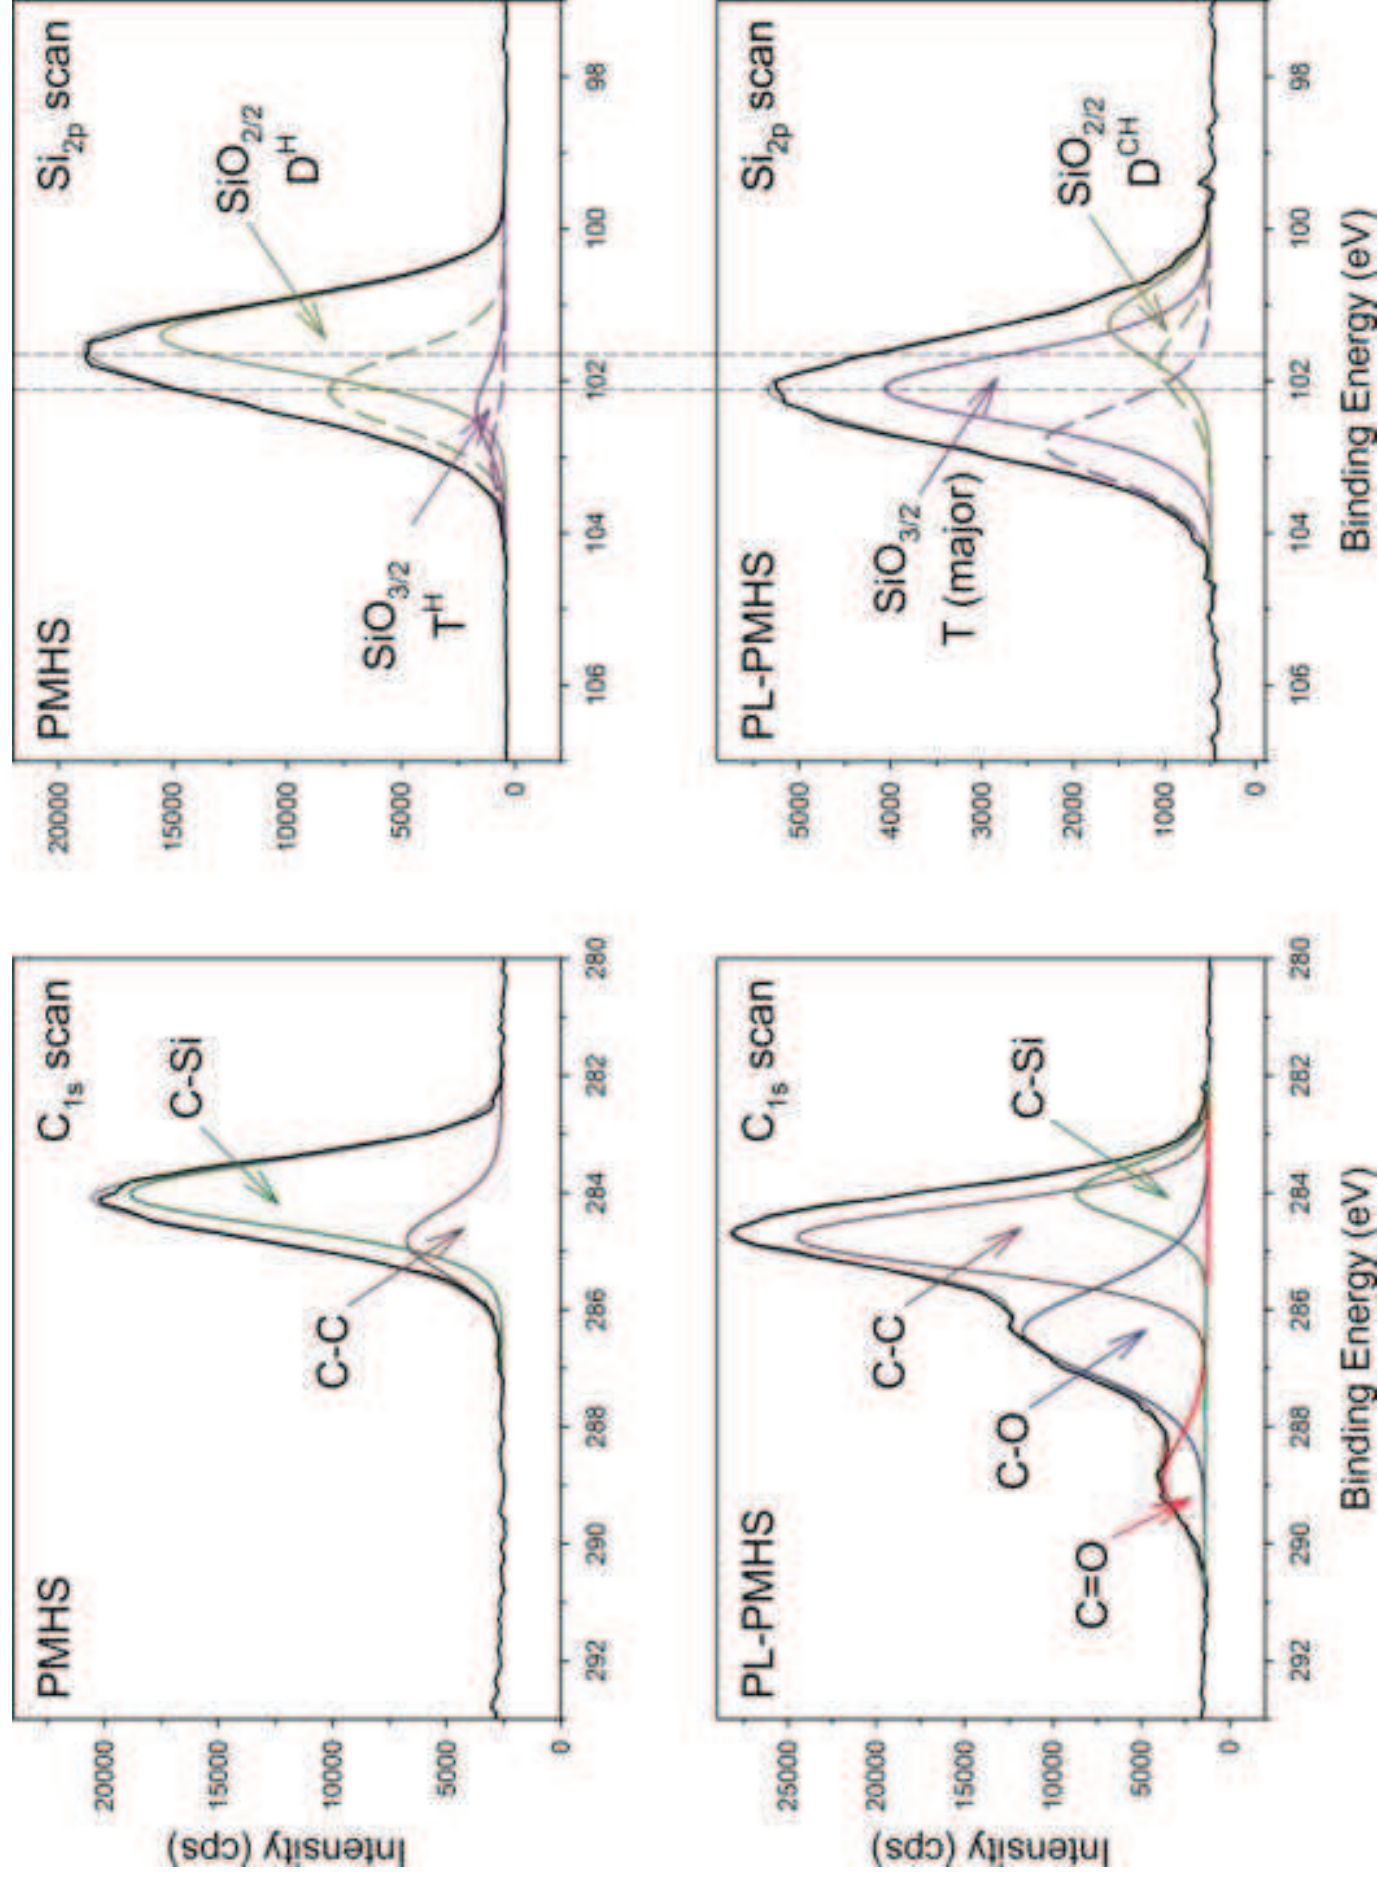 PMHS
C1s scan
C-Si
C-C
Intensity (cps)
20000
15000
10000
5000
0
292
290
288
286
284
282
280
PMHS
Si2p scan
SiO2/2
DH
SiO3/2
TH
20000
15000
10000
5000
0
106
104
102
100
98
PL-PMHS
C1s scan
C-C
C-Si
C-O
C=O
Intensity (cps)
25000
20000
15000
10000
5000
0
292
290
288
286
284
282
280
Binding Energy (eV)
PL-PMHS
Si2p scan
SiO3/2
T (major)
SiO2/2
DCH
5000
4000
3000
2000
1000
0
106
104
102
100
98
Binding Energy (eV)